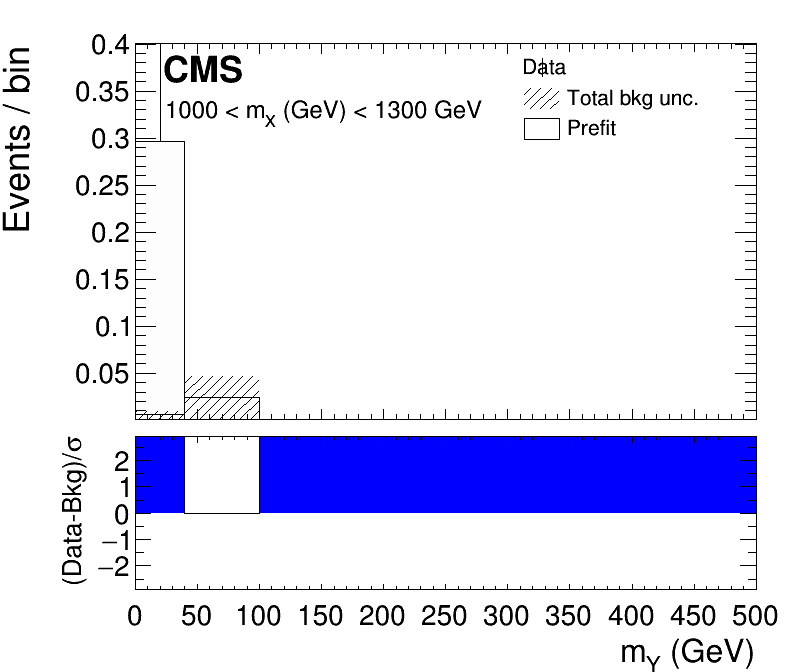 0.4
0.35
0.3
0.25
0.2
0.15
0.1
0.05
Events / bin
CMS
1000 < mX (GeV) < 1300 GeV
Data
Total bkg unc.
Prefit
2
1
0
−1
−2
(Data-Bkg)/σ
0 50 100 150 200 250 300 350 400 450 500
mY (GeV)